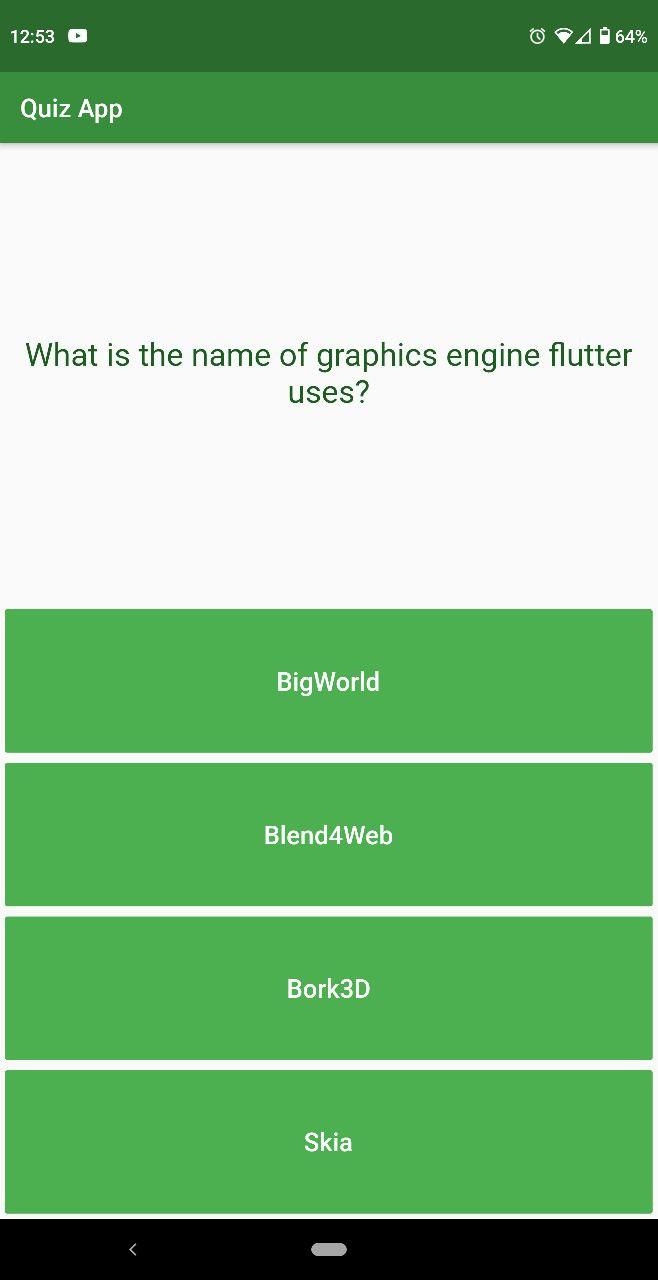 12:53
64%
Quiz App
What is the name of graphics engine flutter
uses?
BigWorld
Blend4Web
Bork3D
Skia